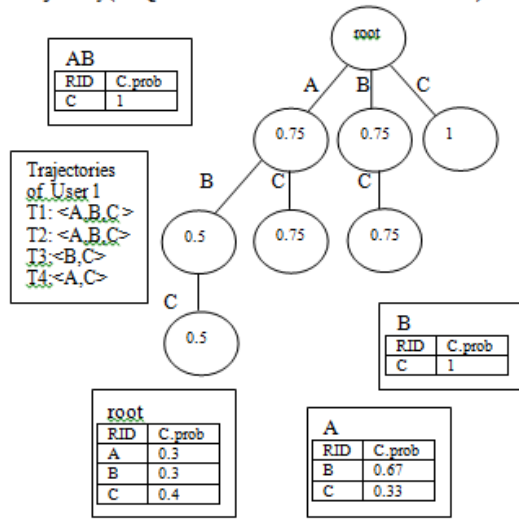 root
AB
RID C.prob
C 1
A B C
0.75 0.75 1
Trajectories
of User 1
T1: <A,B,C>
T2: <A,B,C>
T3:<B,C>
T4:<A,C>
B C C
0.5 0.75 0.75
C
0.5
B
RID C.prob
C 1
root
RID C.prob
A 0.3
B 0.3
C 0.4
A
RID C.prob
B 0.67
C 0.33